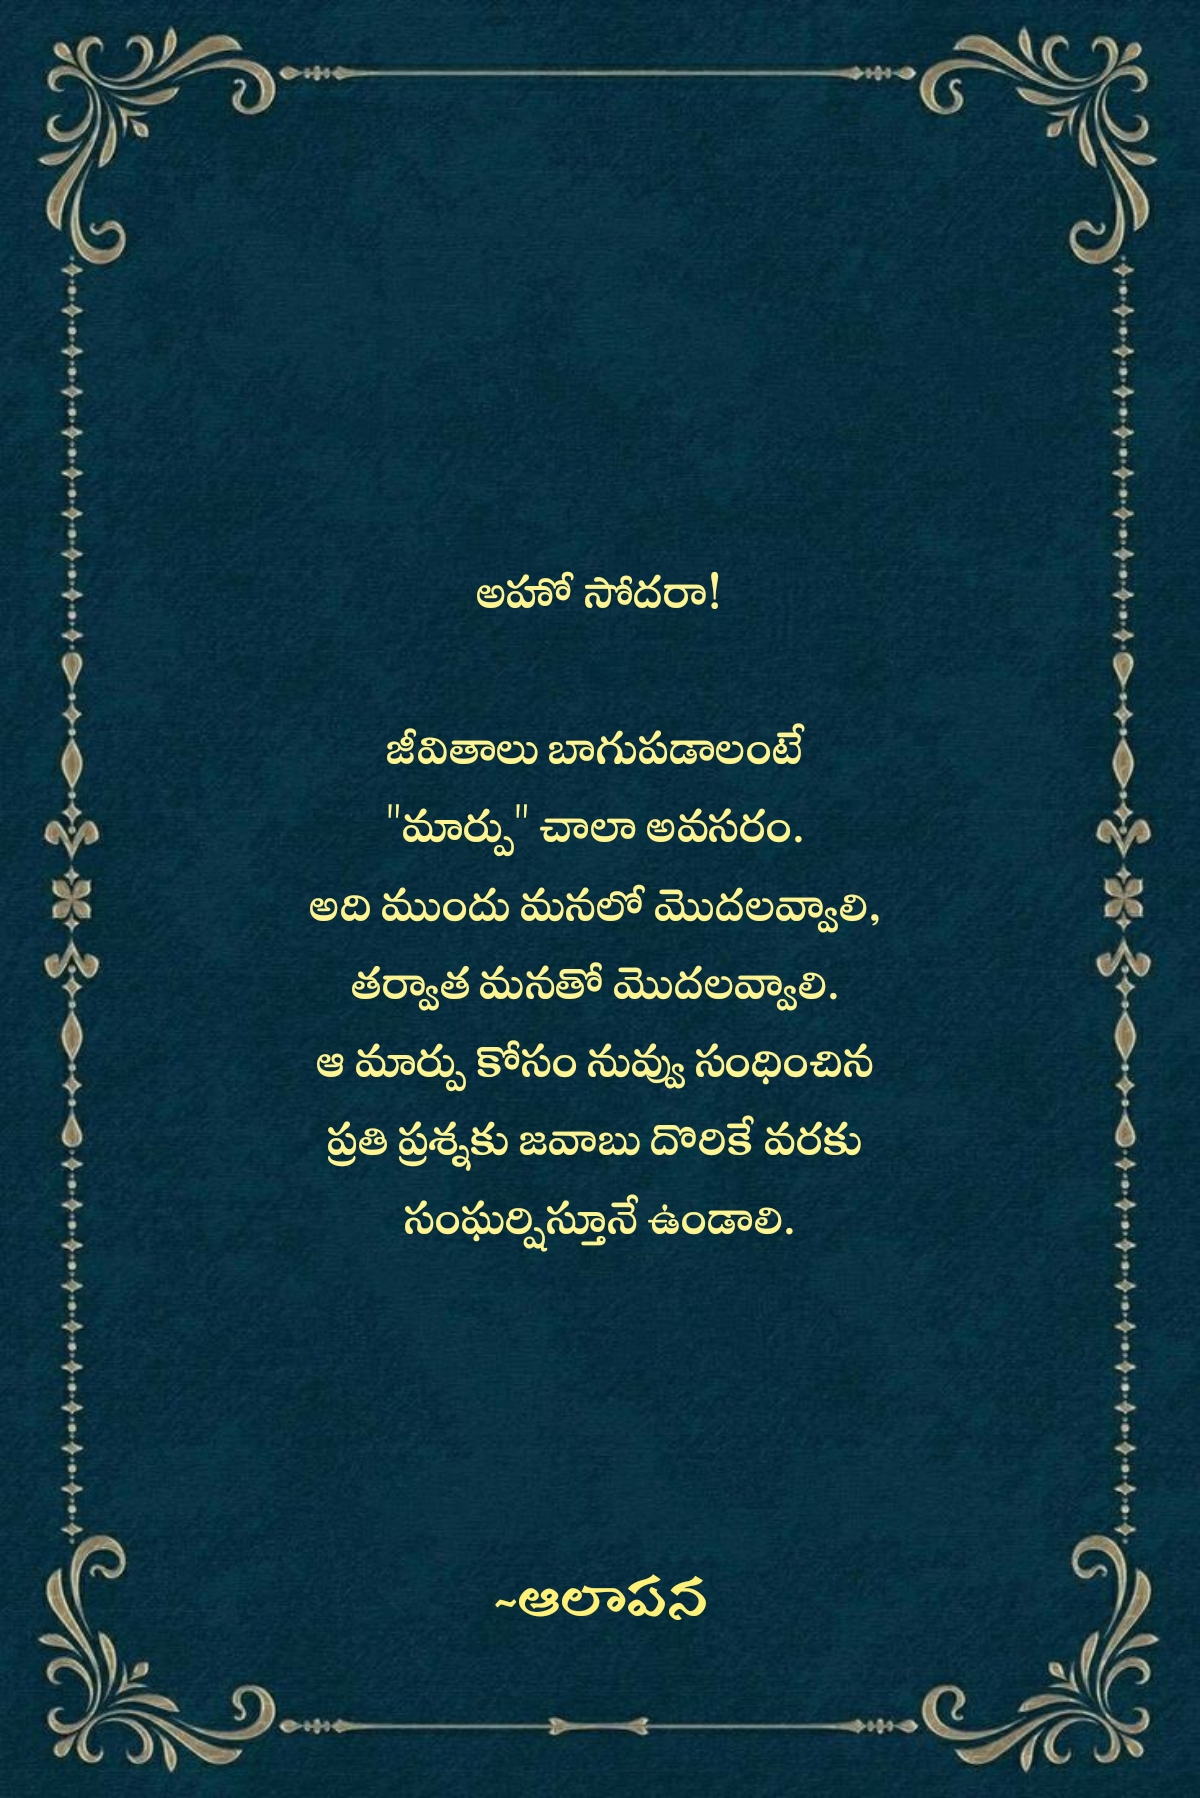 అహో సోదరా!
జీవితాలు బాగుపడాలంటే
"మార్పు" చాలా అవసరం.
అది ముందు మనలో మొదలవ్వాలి,
తర్వాత మనతో మొదలవ్వాలి.
ఆ మార్పు కోసం నువ్వు సంధించిన
ప్రతి ప్రశ్నకు జవాబు దొరికే వరకు
సంఘర్షిస్తూనే ఉండాలి.
~ఆలాపన